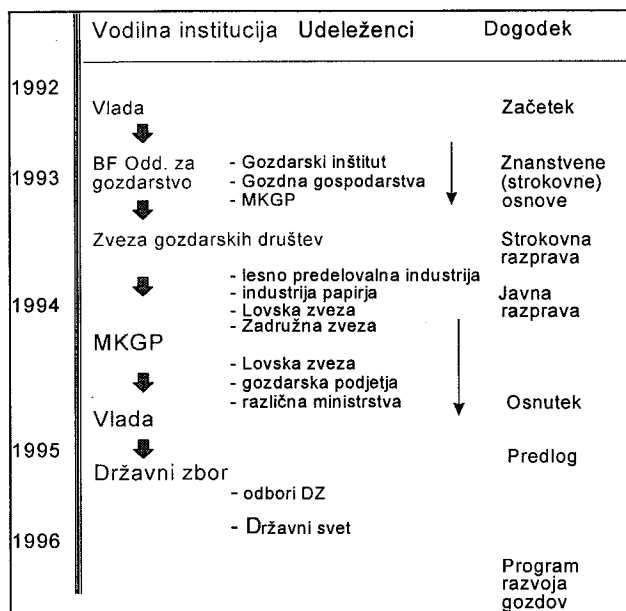 Vodilna institucija Udeleženci Dogodek
1992
Vlada Začetek
BF Odd. za - Gozdarski inštitut Znanstvene
1993 gozdarstvo - Gozdna gospodarstva (strokovne)
- MKGP osnove
Zveza gozdarskih društev Strokovna
razprava
- lesno predelovalna industrija
1994 - industrija papirja Javna
- Lovska zveza razprava
- Zadružna zveza
MKGP
- Lovska zveza
- gozdarska podjetja
- različna ministrstva Osnutek
Vlada
1995 Predlog
Državni zbor
- odbori DZ
- Državni svet
1996
Program
razvoja
gozdov